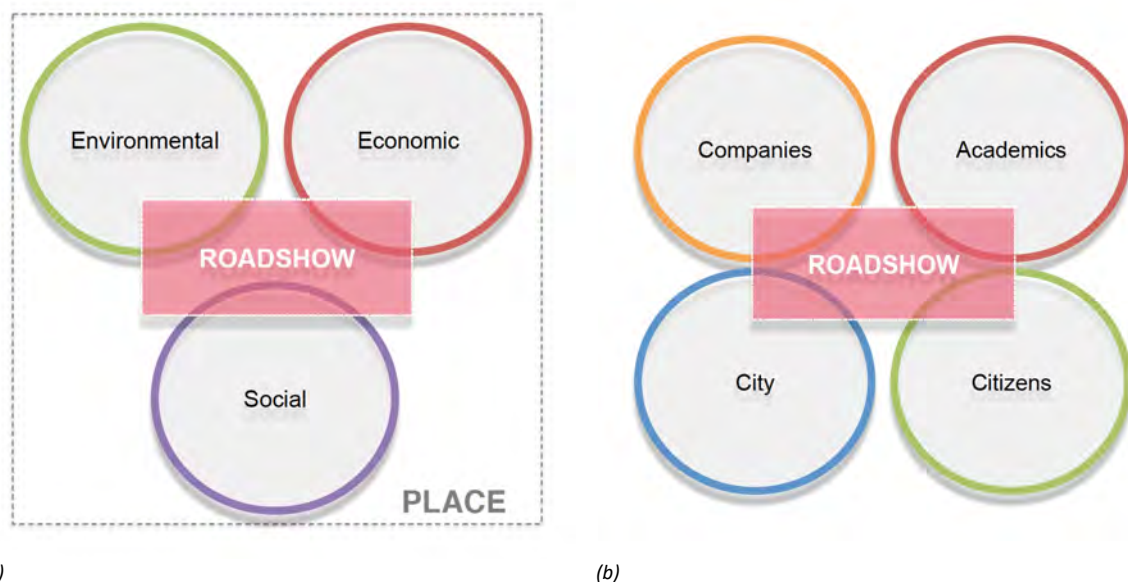 Environmental
Economic
ROADSHOW
Social
PLACE
)
Companies
Academics
ROADSHOW
City
Citizens
(b)